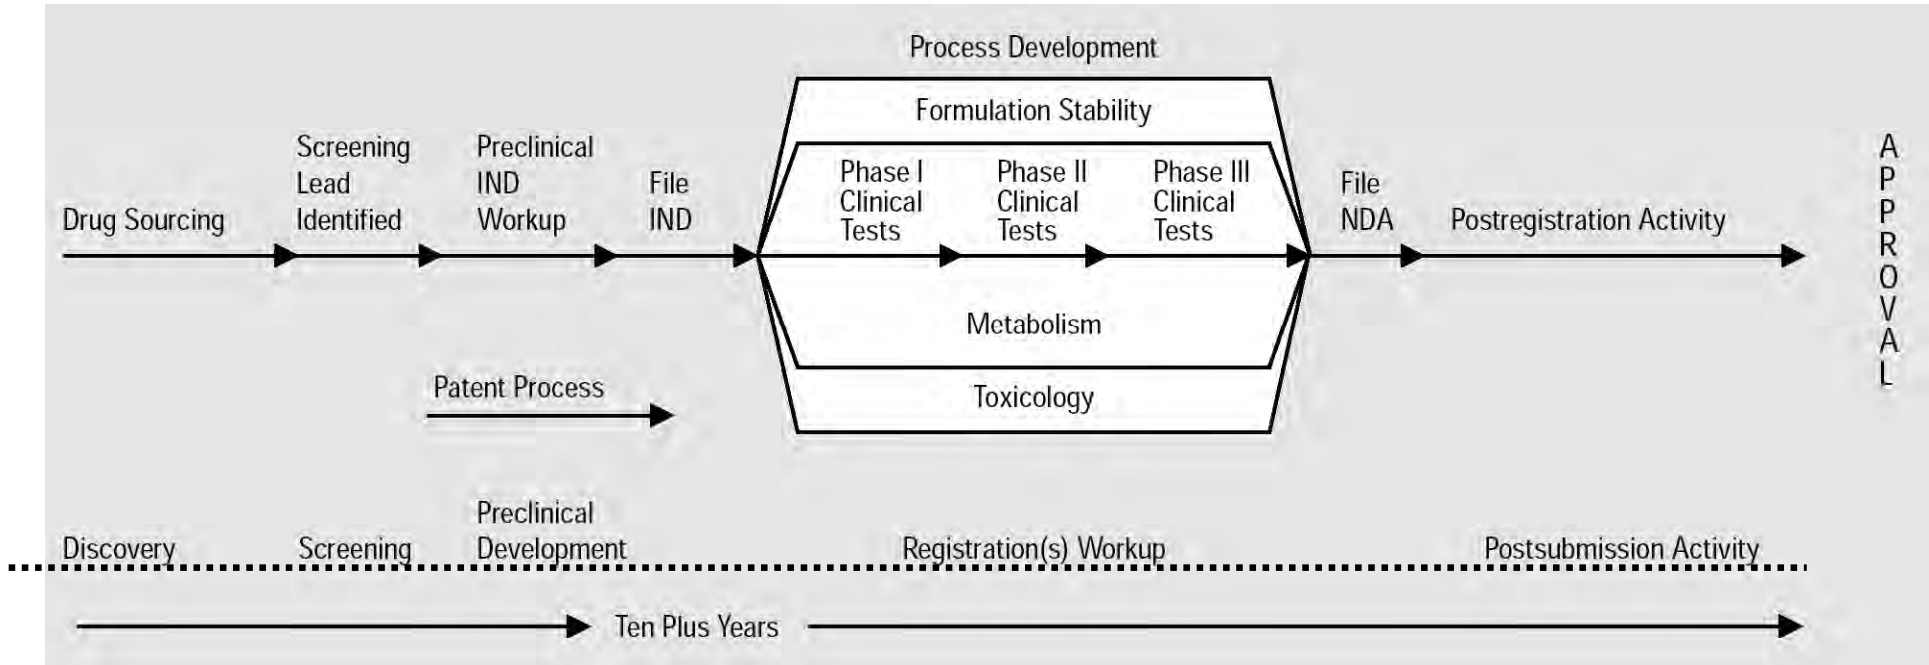 Process Development
Formulation Stability
Screening
Lead
Identified
Preclinical
IND
Workup
File
IND
Phase I
Clinical
Tests
Phase II
Clinical
Tests
Phase III
Clinical
Tests
File
NDA
Drug Sourcing
Postregistration Activity
APPROVAL
Metabolism
Patent Process
Toxicology
Discovery
Screening
Preclinical
Development
Registration(s) Workup
Postsubmission Activity
Ten Plus Years